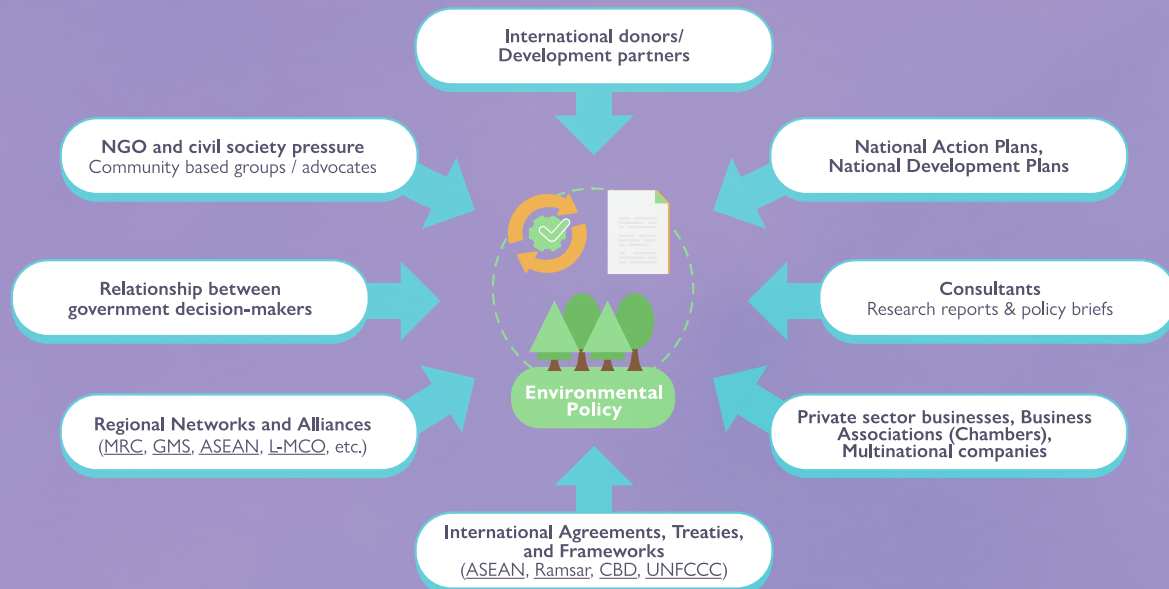 International donors/
Development partners
NGO and civil society pressure
Community based groups / advocates
National Action Plans,
National Development Plans
Relationship between
government decision-makers
Consultants
Research reports & policy briefs
Environmental
Policy
Regional Networks and Alliances
(MRC, GMS, ASEAN, L-MCO, etc.)
Private sector businesses, Business
Associations (Chambers),
Multinational companies
International Agreements, Treaties,
and Frameworks
(ASEAN, Ramsar, CBD, UNFCCC)